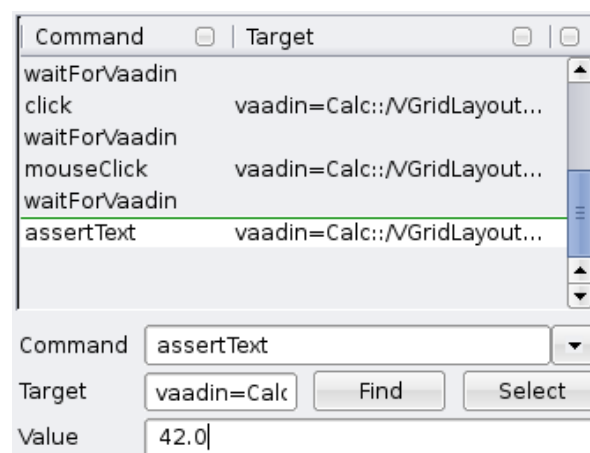 Command Target
waitForVaadin
click vaadin=Calc::/VGridLayout...
waitForVaadin
mouseClick vaadin=Calc::/VGridLayout...
waitForVaadin
assertText vaadin=Calc::/VGridLayout...
Command assertText
Target vaadin=Calc Find Select
Value 42.0